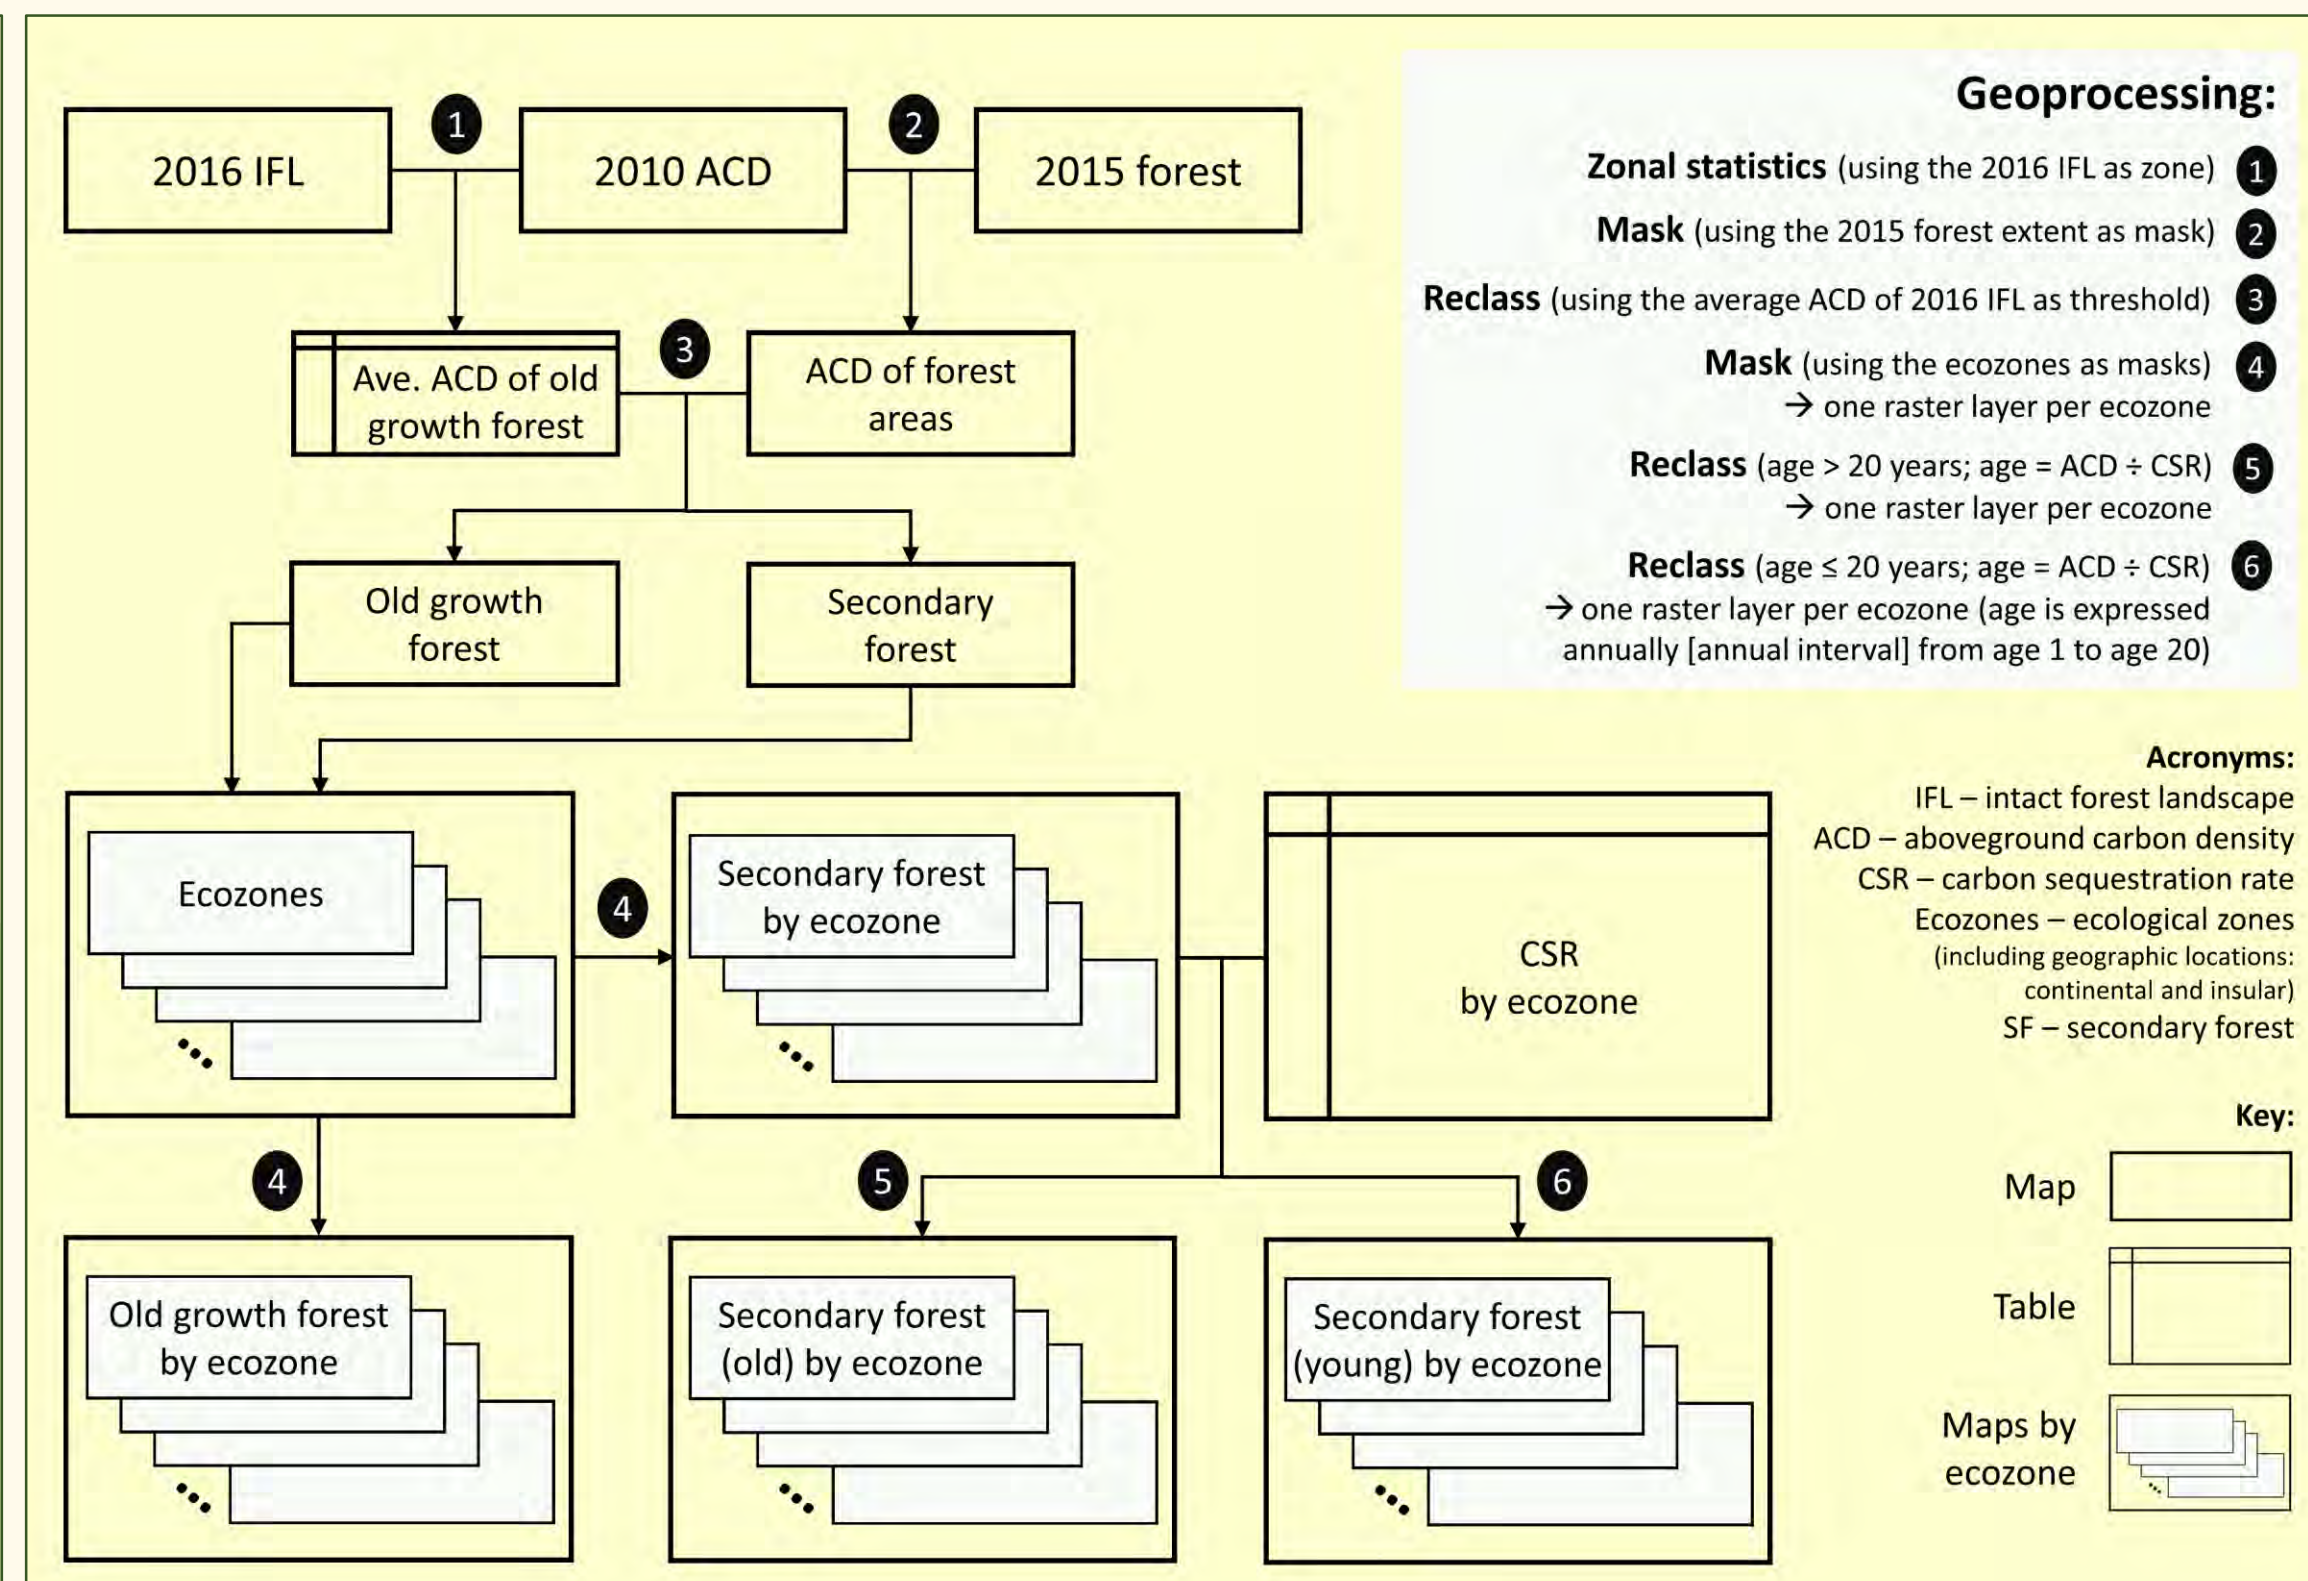 1
2
2016 IFL
2010 ACD
2015 forest
3
Ave. ACD of old
growth forest
ACD of forest
areas
Old growth
forest
Secondary
forest
Ecozones
4
Secondary forest
by ecozone
CSR
by ecozone
4
5
6
Old growth forest
by ecozone
Secondary forest
(old) by ecozone
Secondary forest
(young) by ecozone
Geoprocessing:
Zonal statistics (using the 2016 IFL as zone) 1
Mask (using the 2015 forest extent as mask) 2
Reclass (using the average ACD of 2016 IFL as threshold) 3
Mask (using the ecozones as masks) 4
→ one raster layer per ecozone
Reclass (age > 20 years; age = ACD ÷ CSR) 5
→ one raster layer per ecozone
Reclass (age ≤ 20 years; age = ACD ÷ CSR) 6
→ one raster layer per ecozone (age is expressed
annually [annual interval] from age 1 to age 20)
Acronyms:
IFL – intact forest landscape
ACD – aboveground carbon density
CSR – carbon sequestration rate
Ecozones – ecological zones
(including geographic locations:
continental and insular)
SF – secondary forest
Key:
Map
Table
Maps by
ecozone